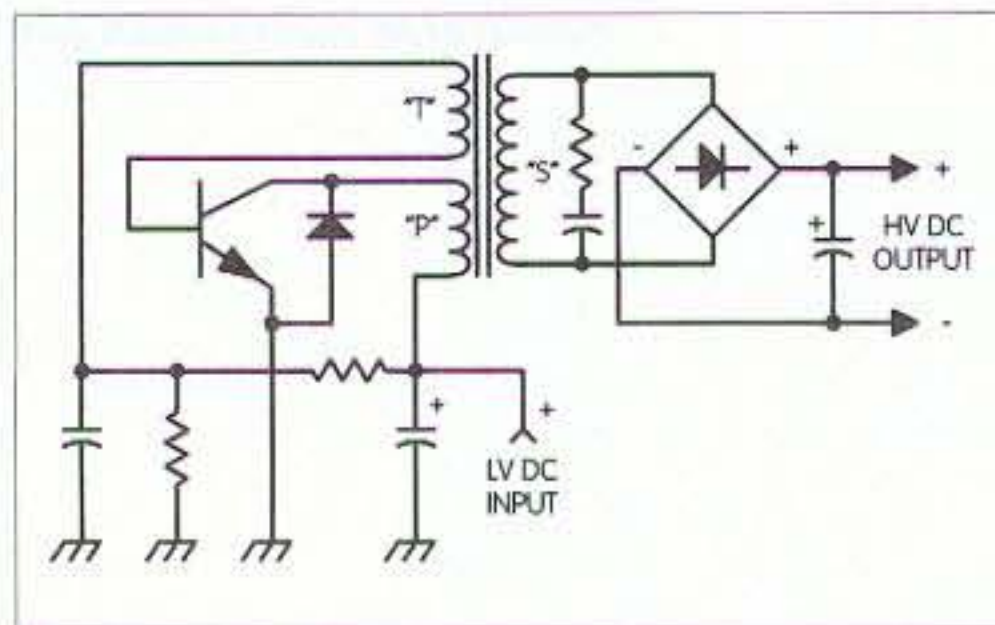 "T"
"S"
"P"
- +
+
+
HV DC
OUTPUT
-
+
+
LV DC
INPUT